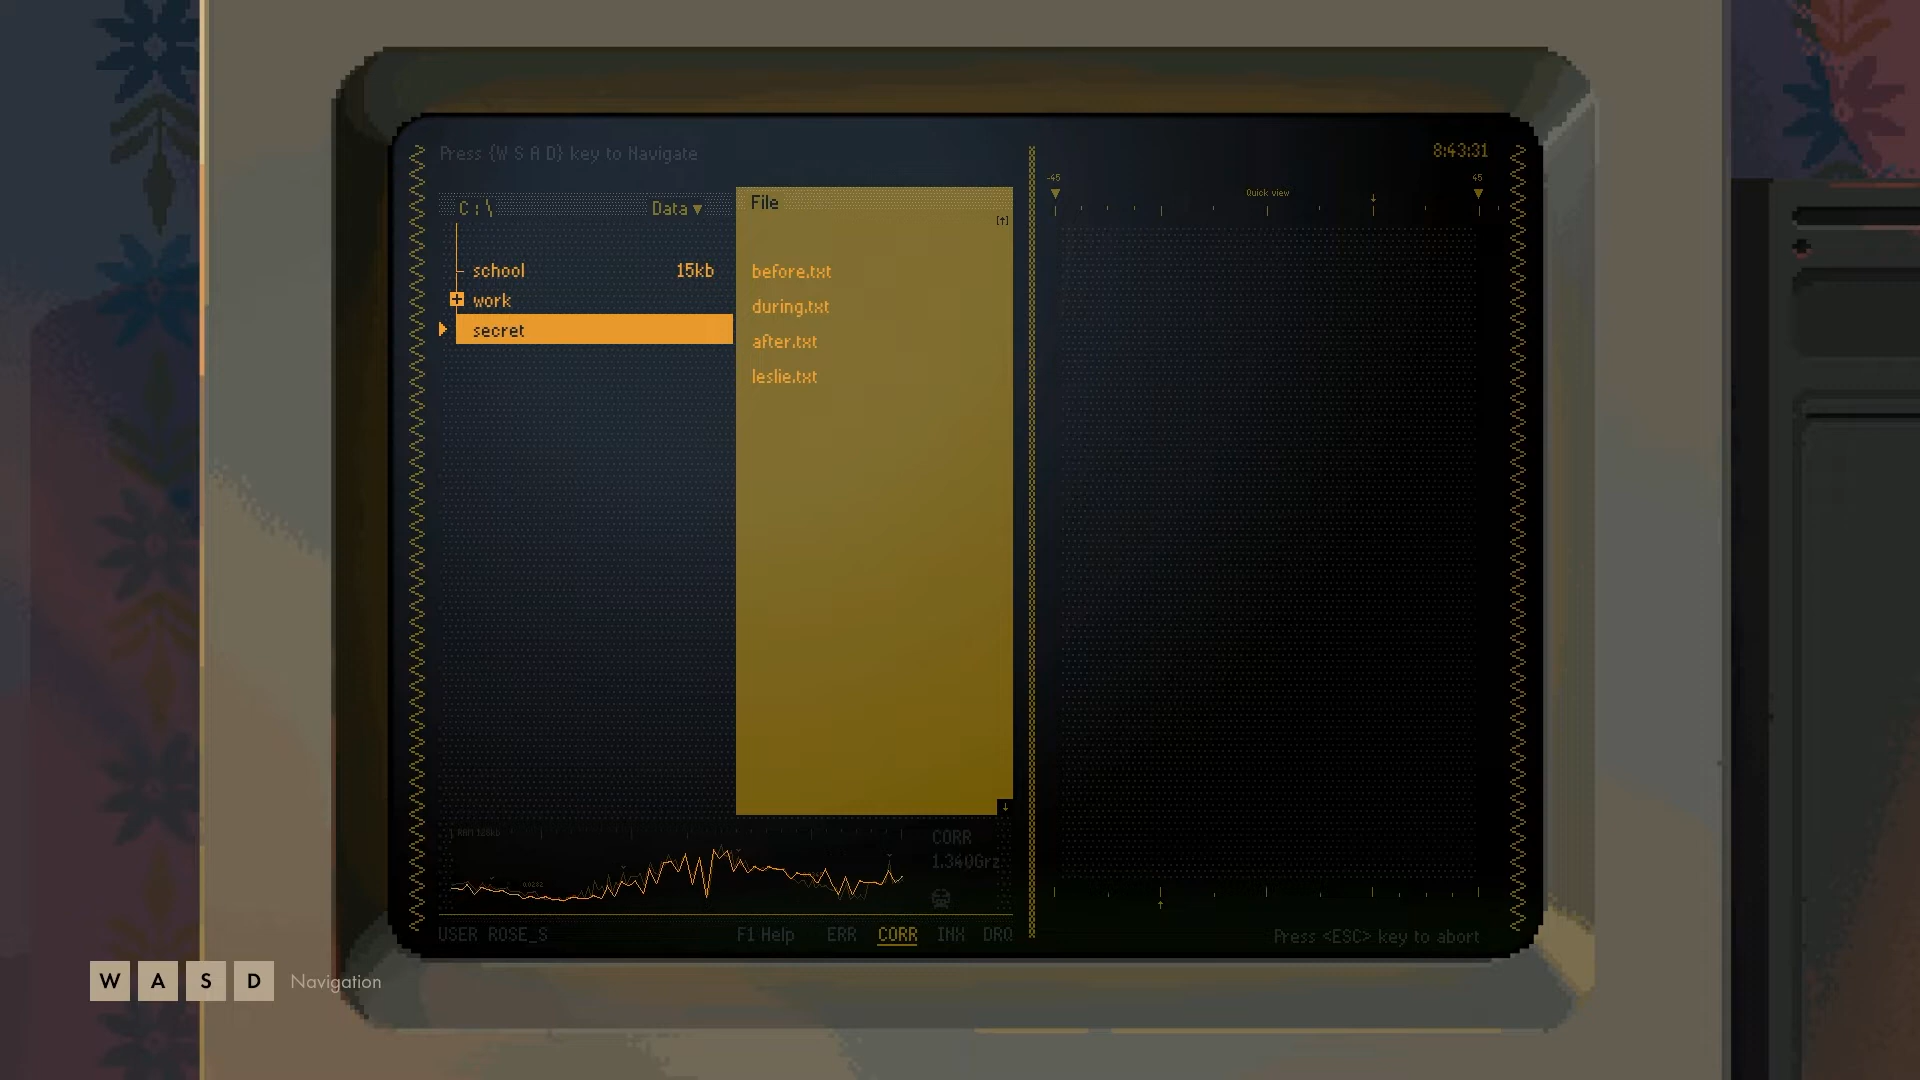 Press {W S A D} key to Navigate
8:43:31
-45
45
Quick view
C:\
Data ▼
File
[↑]
school 15kb
work
secret
before.txt
during.txt
after.txt
leslie.txt
↓
CORR
1.340Grz
USER ROSE_S
F1 Help ERR CORR INX DRQ
Press <ESC> key to abort
W A S D Navigation